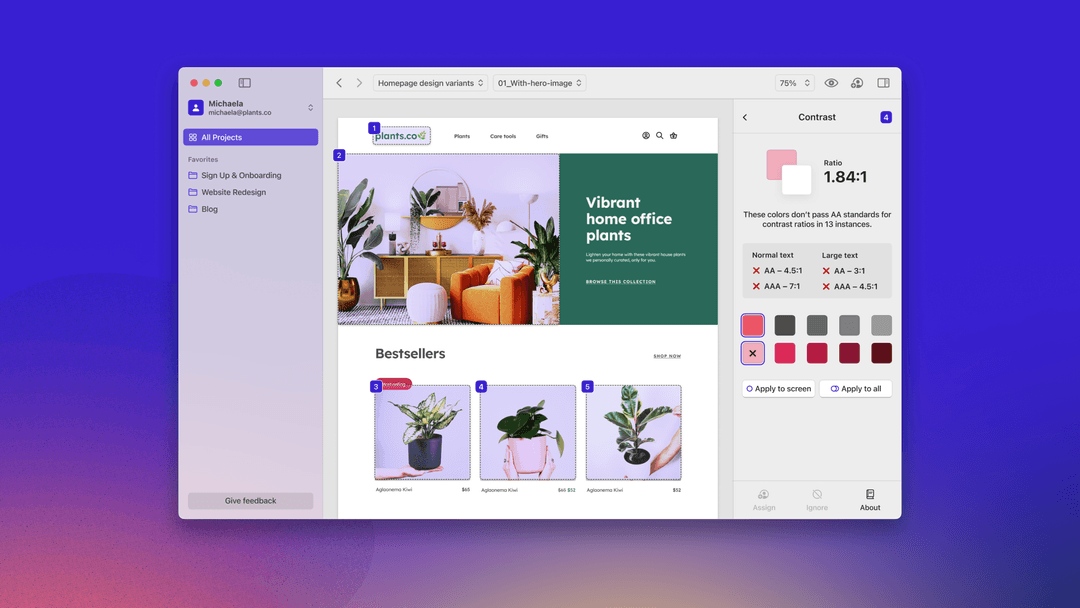 Michaela
michaela@plants.co
All Projects
Favorites
Sign Up & Onboarding
Website Redesign
Blog
Give feedback
Homepage design variants
01_With-hero-image
75%
1
plants.co
Plants
Care tools
Gifts
2
Vibrant
home office
plants
Lighten your home with these vibrant house plants
we personally curated, only for you.
BROWSE THIS COLLECTION
Bestsellers
SHOP NOW
3
4
5
Aglaonema Kiwi
$65
Aglaonema Kiwi
$66 $52
Aglaonema Kiwi
$52
Contrast
4
Ratio
1.84:1
These colors don’t pass AA standards for
contrast ratios in 13 instances.
Normal text
Large text
AA – 4.5:1
AA – 3:1
AAA – 7:1
AAA – 4.5:1
Apply to screen
Apply to all
Assign
Ignore
About